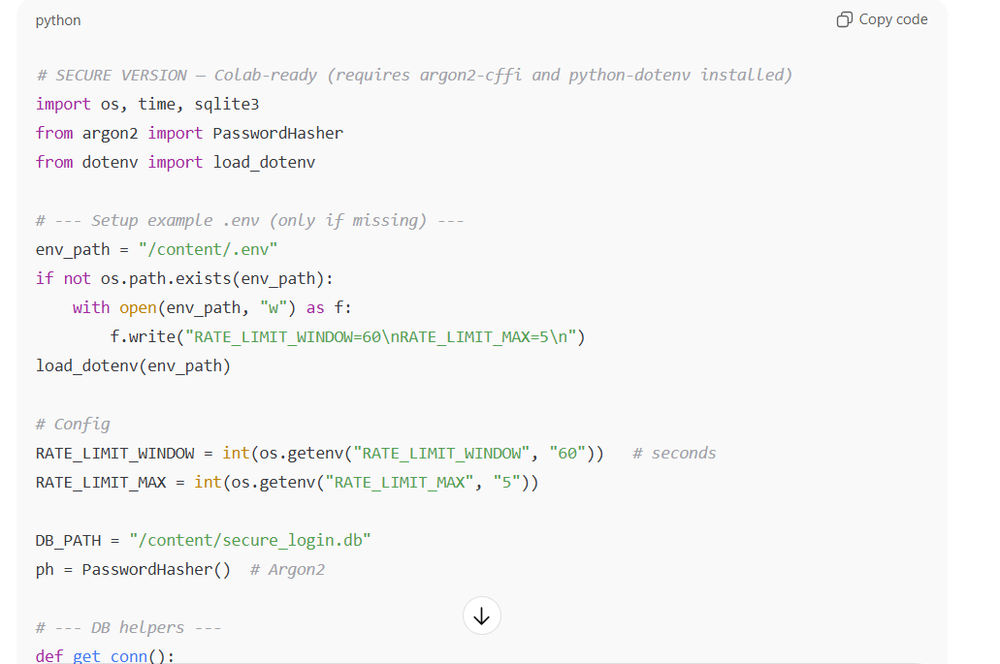 python
Copy code
# SECURE VERSION — Colab-ready (requires argon2-cffi and python-dotenv installed)
import os, time, sqlite3
from argon2 import PasswordHasher
from dotenv import load_dotenv
# --- Setup example .env (only if missing) ---
env_path = "/content/.env"
if not os.path.exists(env_path):
    with open(env_path, "w") as f:
        f.write("RATE_LIMIT_WINDOW=60\nRATE_LIMIT_MAX=5\n")
load_dotenv(env_path)
# Config
RATE_LIMIT_WINDOW = int(os.getenv("RATE_LIMIT_WINDOW", "60"))   # seconds
RATE_LIMIT_MAX = int(os.getenv("RATE_LIMIT_MAX", "5"))
DB_PATH = "/content/secure_login.db"
ph = PasswordHasher()  # Argon2
# --- DB helpers ---
def get_conn():